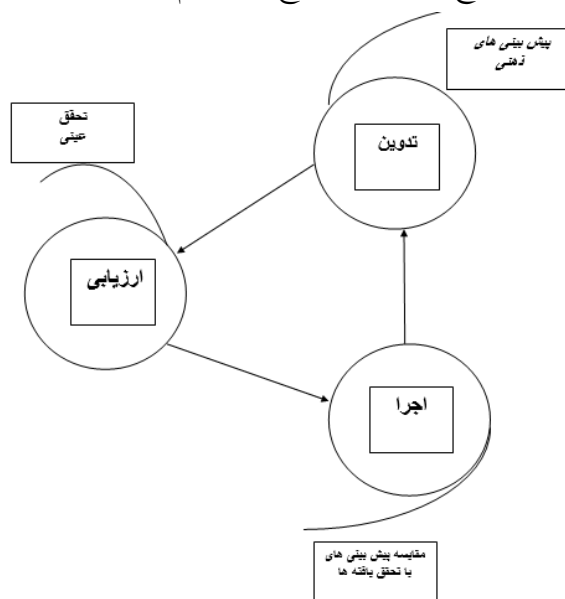 پیش بینی های
ذهنی
تدوین
تحقق
عینی
ارزیابی
اجرا
مقایسه پیش بینی های
با تحقق یافته ها